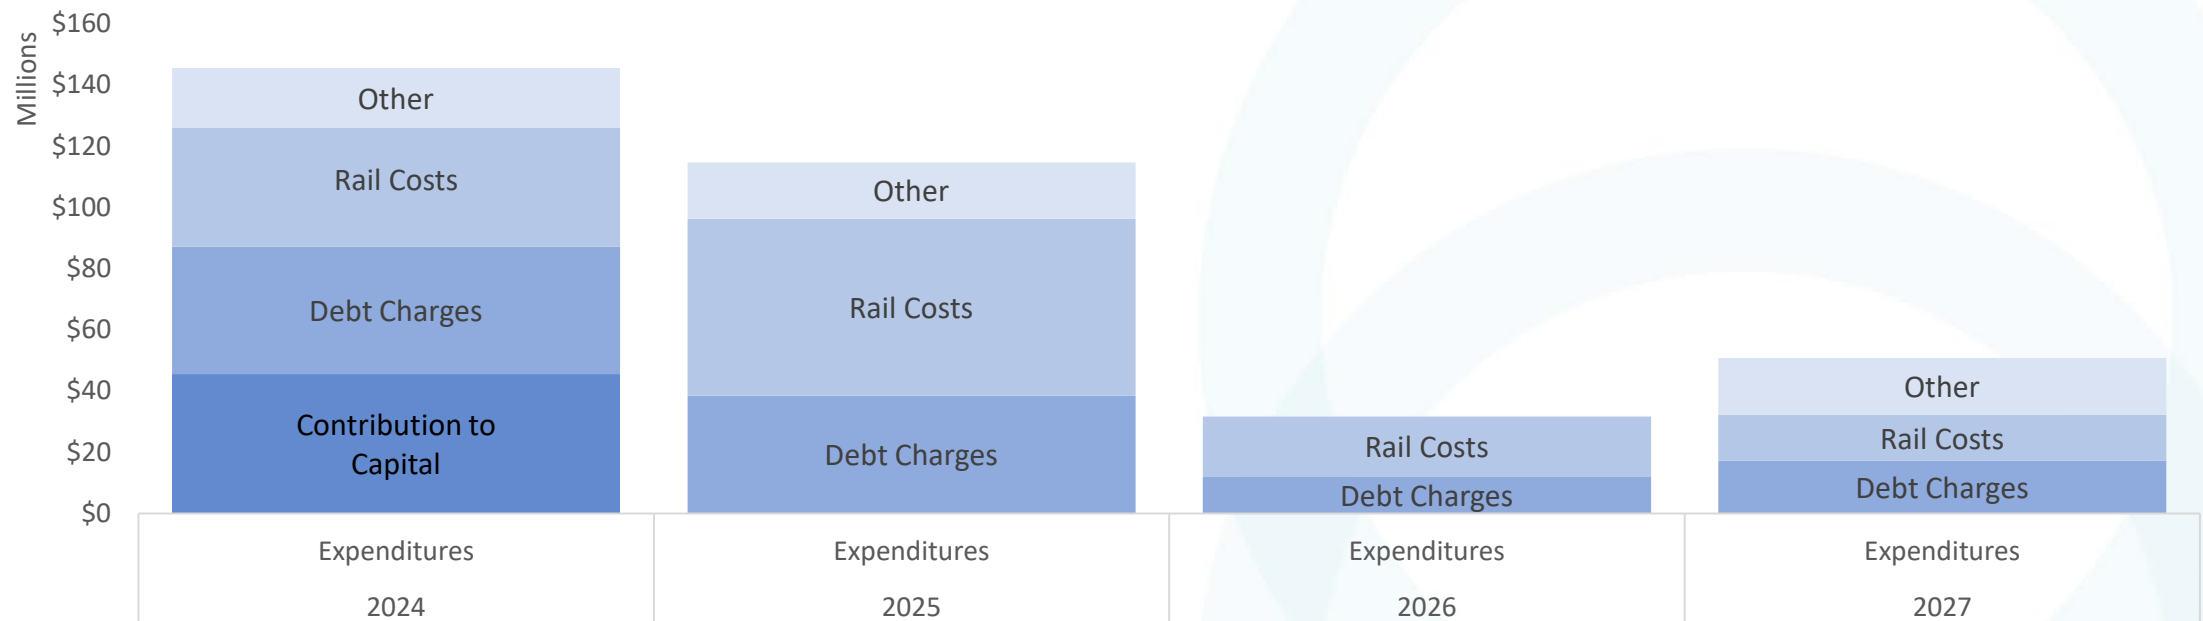 Millions
$160
$140
$120
$100
$80
$60
$40
$20
$0
Other
Rail Costs
Debt Charges
Contribution to
Capital
Other
Rail Costs
Debt Charges
Rail Costs
Debt Charges
Other
Rail Costs
Debt Charges
Expenditures
Expenditures
Expenditures
Expenditures
2024
2025
2026
2027